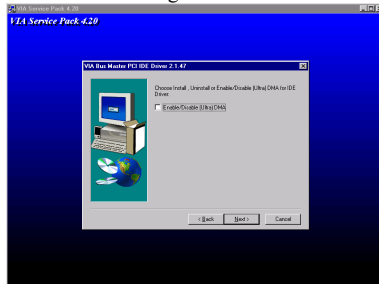 VIA Service Pack 4.20
VIA Service Pack 4.20
VIA Bus Master PCI IDE Driver 2.1.47
Choose Install , Uninstall or Enable/Disable (Ultra) DMA for IDE
Driver.
Enable/Disable (Ultra) DMA
< Back
Next >
Cancel